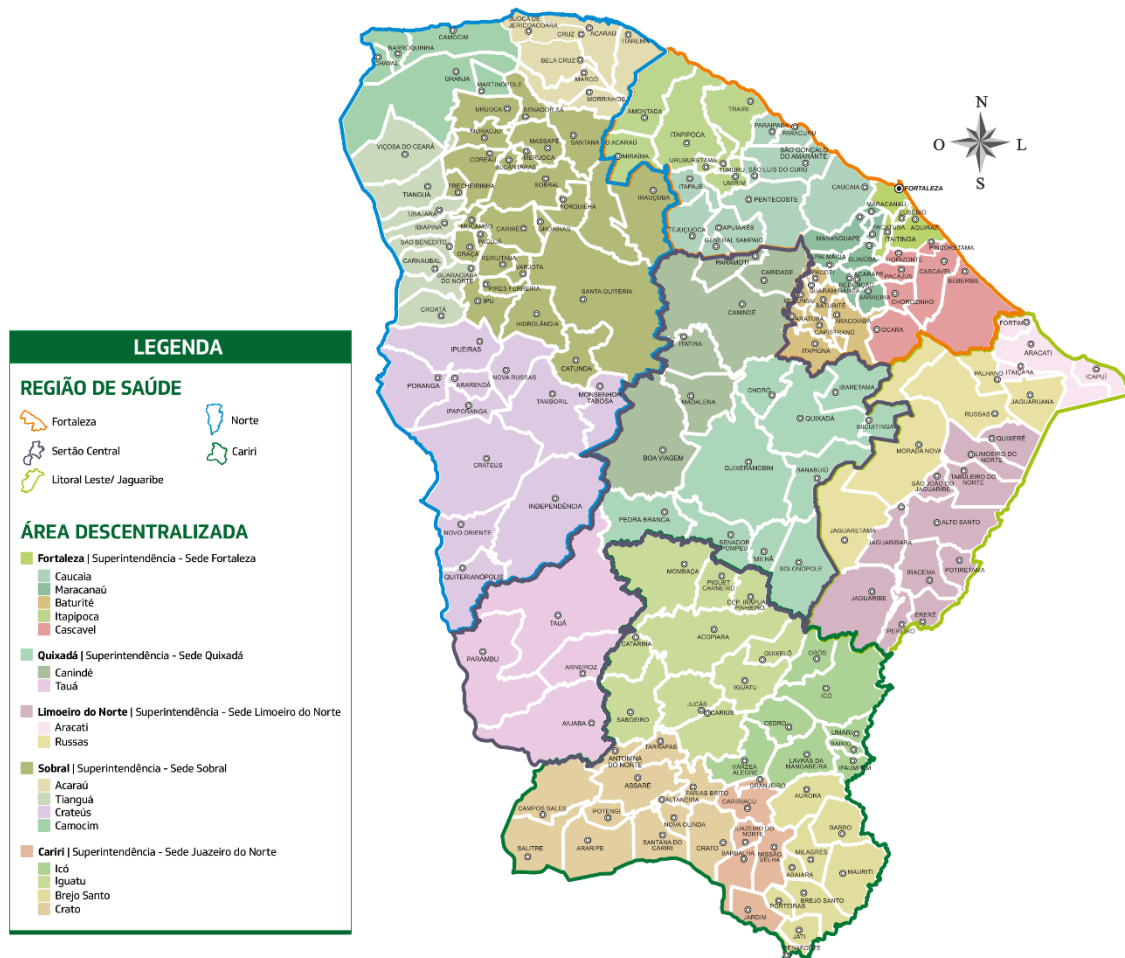 JIJOCA DE
JERICOACOARA
CAMOCIM
CRUZ
ACARAÚ
ITAREMA
BARROQUINHA
CHAVAL
BELA CRUZ
GRANJA
MARTINÓPOLE
MARCO
MORRINHOS
URUOCA
SENADOR SÁ
AMONTADA
TRAIRI
MORAÚJO
MASSAPÊ
SANTANA DO ACARAÚ
ITAPIPOCA
PARAIPABA
PARACURU
VIÇOSA DO CEARÁ
COREAÚ
MERUOCA
ALCÂNTARAS
MIRAÍMA
URUBURETAMA
TURURU
UMIRIM
SÃO LUIS DO CURU
SÃO GONÇALO
DO AMARANTE
N
O
L
S
TIANGUÁ
FRECHEIRINHA
SOBRAL
IRAUÇUBA
ITAPAJÉ
CAUCAIA
FORTALEZA
FORQUILHA
PENTECOSTE
UBAJARA
IBIAPINA
MUCAMBO
PACUJÁ
CARIRÉ
GROAÍRAS
MARACANAÚ
EUSÉBIO
AQUIRAZ
PACATUBA
ITAITINGA
TEJUÇUOCA
APUIARÉS
GENERAL SAMPAIO
MARANGUAPE
SÃO BENEDITO
GRAÇA
GUAIÚBA
PINDORETAMA
HORIZONTE
CARNAUBAL
GUARACIABA
DO NORTE
RERIUTABA
VARJOTA
PARAMOTI
PALMÁCIA
PACOTI
ACARAPE
REDENÇÃO
PACAJUS
CASCAVEL
BEBERIBE
PIRES FERREIRA
SANTA QUITÉRIA
CARIDADE
GUARAMIRANGA
MULUNGU
BARREIRA
CHOROZINHO
IPU
CANINDÉ
BATURITÉ
ARATUBA
ARACOIABA
CAPISTRANO
OCARA
CROATÁ
HIDROLÂNDIA
FORTIM
ARACATI
ITATIRA
ITAPIÚNA
IPUEIRAS
CATUNDA
PORANGA
ARARENDÁ
NOVA RUSSAS
IPAPORANGA
TAMBORIL
MONSENHOR
TABOSA
MADALENA
CHORÓ
IBARETAMA
PALHANO
ITAIÇABA
ICAPUÍ
JAGUARUANA
RUSSAS
QUIXADÁ
IBICUITINGA
QUIXERÉ
LIMOEIRO DO
NORTE
MORADA NOVA
CRATEÚS
BOA VIAGEM
QUIXERAMOBIM
BANABUIÚ
TABULEIRO DO
NORTE
SÃO JOÃO DO
JAGUARIBE
INDEPENDÊNCIA
NOVO ORIENTE
PEDRA BRANCA
SENADOR
POMPEU
MILHÃ
SOLONÓPOLE
JAGUARETAMA
JAGUARIBARA
ALTO SANTO
QUITERIANÓPOLIS
IRACEMA
POTIRETAMA
MOMBAÇA
PIQUET
CARNEIRO
DEP. IRAPUA
PINHEIRO
JAGUARIBE
ERERÊ
PEREIRO
TAUÁ
ACOPIARA
PARAMBU
ARNEIROZ
CATARINA
QUIXELÔ
ORÓS
IGUATU
ICÓ
AIUABA
SABOEIRO
JUCÁS
CARIÚS
CEDRO
UMARI
BAIXIO
IPAUMIRIM
TARRAFAS
ANTONINA
DO NORTE
VÁRZEA
ALEGRE
LAVRAS DA
MANGABEIRA
ASSARÉ
FARIAS BRITO
GRANJEIRO
CAMPOS SALES
POTENGI
ALTANEIRA
CARIRIAÇU
AURORA
NOVA OLINDA
JUAZEIRO DO
NORTE
BARRO
SALITRE
ARARIPE
SANTANA DO
CARIRI
CRATO
BARBALHA
MISSÃO
VELHA
MILAGRES
ABAIARA
MAURITI
BREJO SANTO
PORTEIRAS
JARDIM
JATI
PENAFORTE
LEGENDA
REGIÃO DE SAÚDE
Fortaleza
Norte
Sertão Central
Cariri
Litoral Leste/ Jaguaribe
ÁREA DESCENTRALIZADA
Fortaleza | Superintendência - Sede Fortaleza
Caucaia
Maracanaú
Baturité
Itapipoca
Cascavel
Quixadá | Superintendência - Sede Quixadá
Canindé
Tauá
Limoeiro do Norte | Superintendência - Sede Limoeiro do Norte
Aracati
Russas
Sobral | Superintendência - Sede Sobral
Acaraú
Tianguá
Crateús
Camocim
Cariri | Superintendência - Sede Juazeiro do Norte
Icó
Iguatu
Brejo Santo
Crato